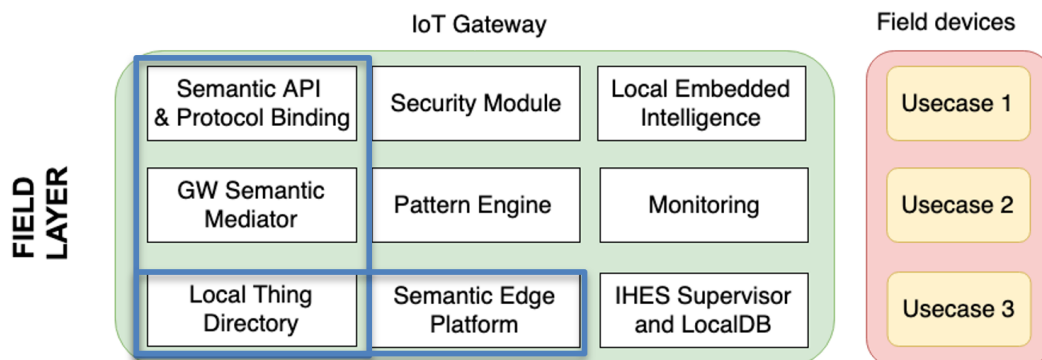 IoT Gateway
Field devices
FIELD
LAYER
Semantic API
& Protocol Binding
Security Module
Local Embedded
Intelligence
Usecase 1
GW Semantic
Mediator
Pattern Engine
Monitoring
Usecase 2
Local Thing
Directory
Semantic Edge
Platform
IHES Supervisor
and LocalDB
Usecase 3